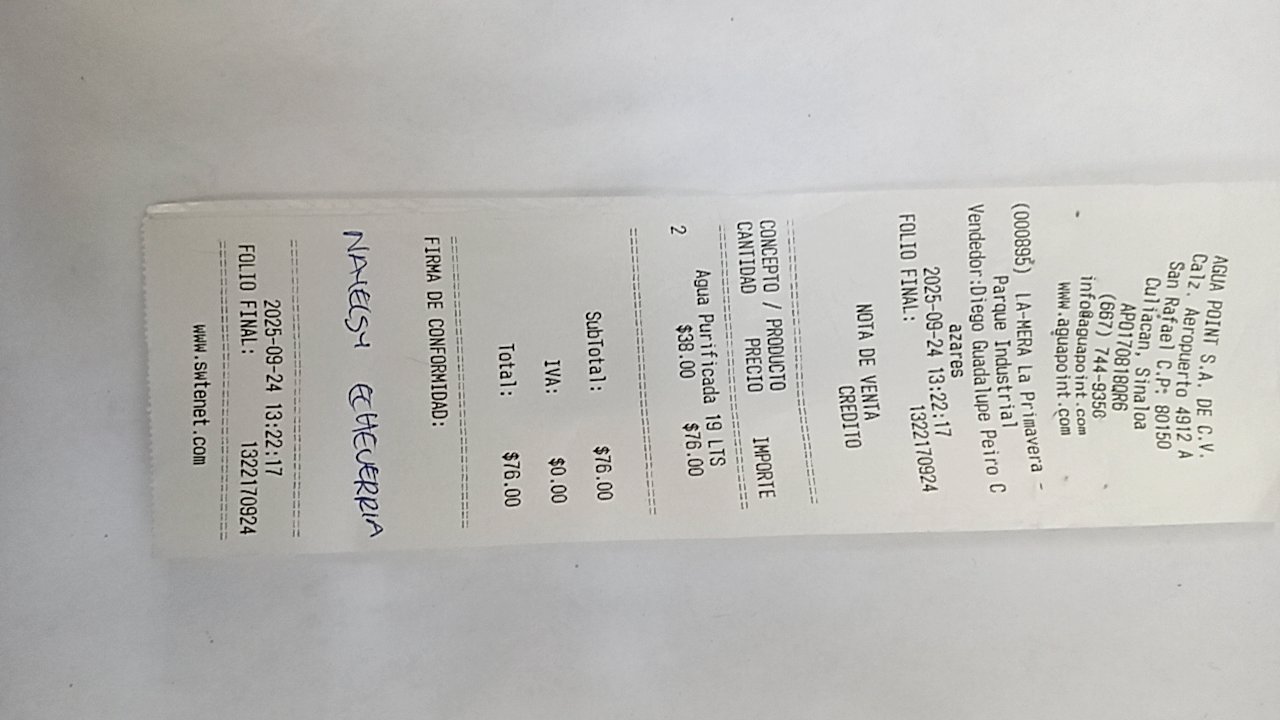 AGUA POINT S.A. DE C.V.
Calz. Aeropuerto 4912 A
San Rafael C.P: 80150
Culiacan, Sinaloa
APO170818QR6
(667) 744-9350
info@aguapoint.com
www.aguapoint.com
(000895) LA-MERA La Primavera -
Parque Industrial
Vendedor:Diego Guadalupe Peiro C
azares
2025-09-24 13:22:17
FOLIO FINAL: 1322170924
NOTA DE VENTA
CREDITO
CONCEPTO / PRODUCTO
CANTIDAD PRECIO IMPORTE
Agua Purificada 19 LTS
2 $38.00 $76.00
SubTotal: $76.00
IVA: $0.00
Total: $76.00
FIRMA DE CONFORMIDAD:
NALELSY ECHEVERRIA
2025-09-24 13:22:17
FOLIO FINAL: 1322170924
www.swtenet.com